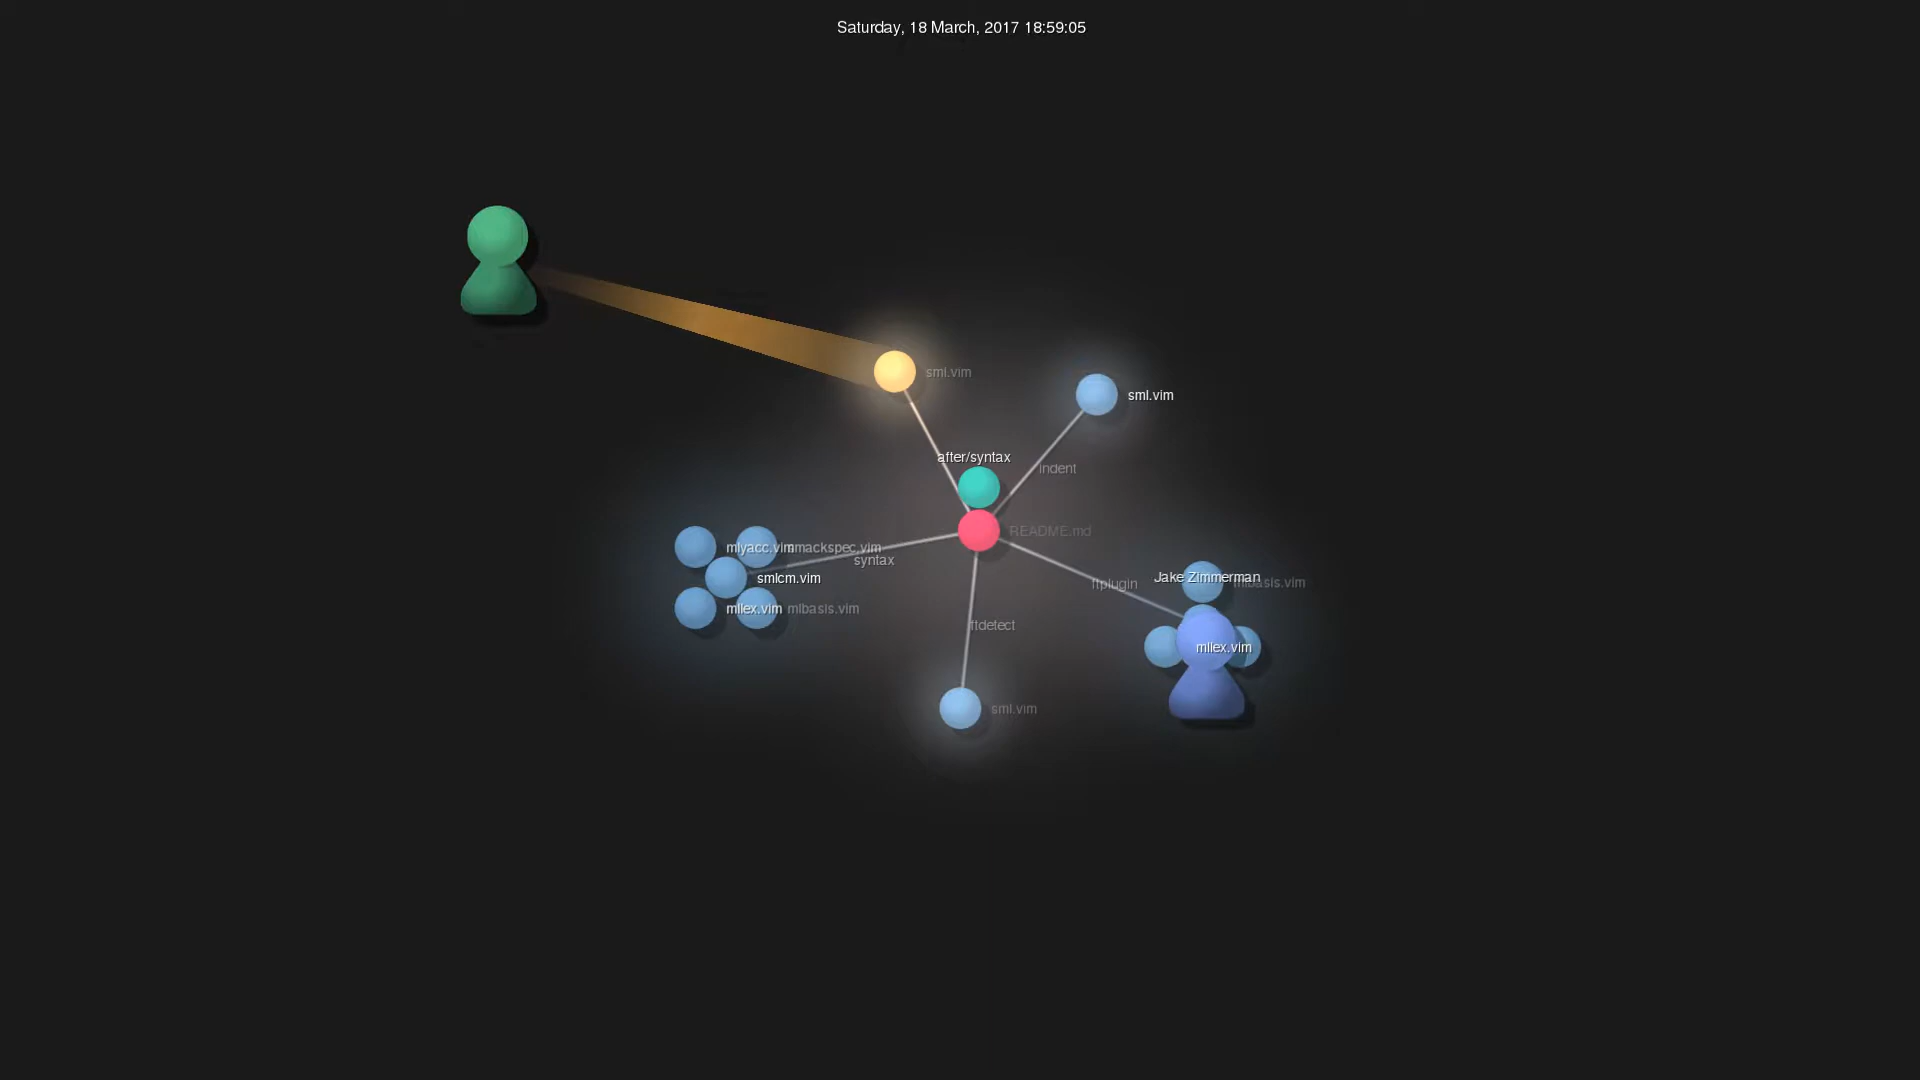 Saturday, 18 March, 2017 18:59:05
sml.vim
sml.vim
after/syntax
indent
README.md
mlyacc.vim
mackspec.vim
syntax
smlcm.vim
Jake Zimmerman
mlbasis.vim
ftplugin
mllex.vim
mlbasis.vim
ftdetect
mllex.vim
sml.vim